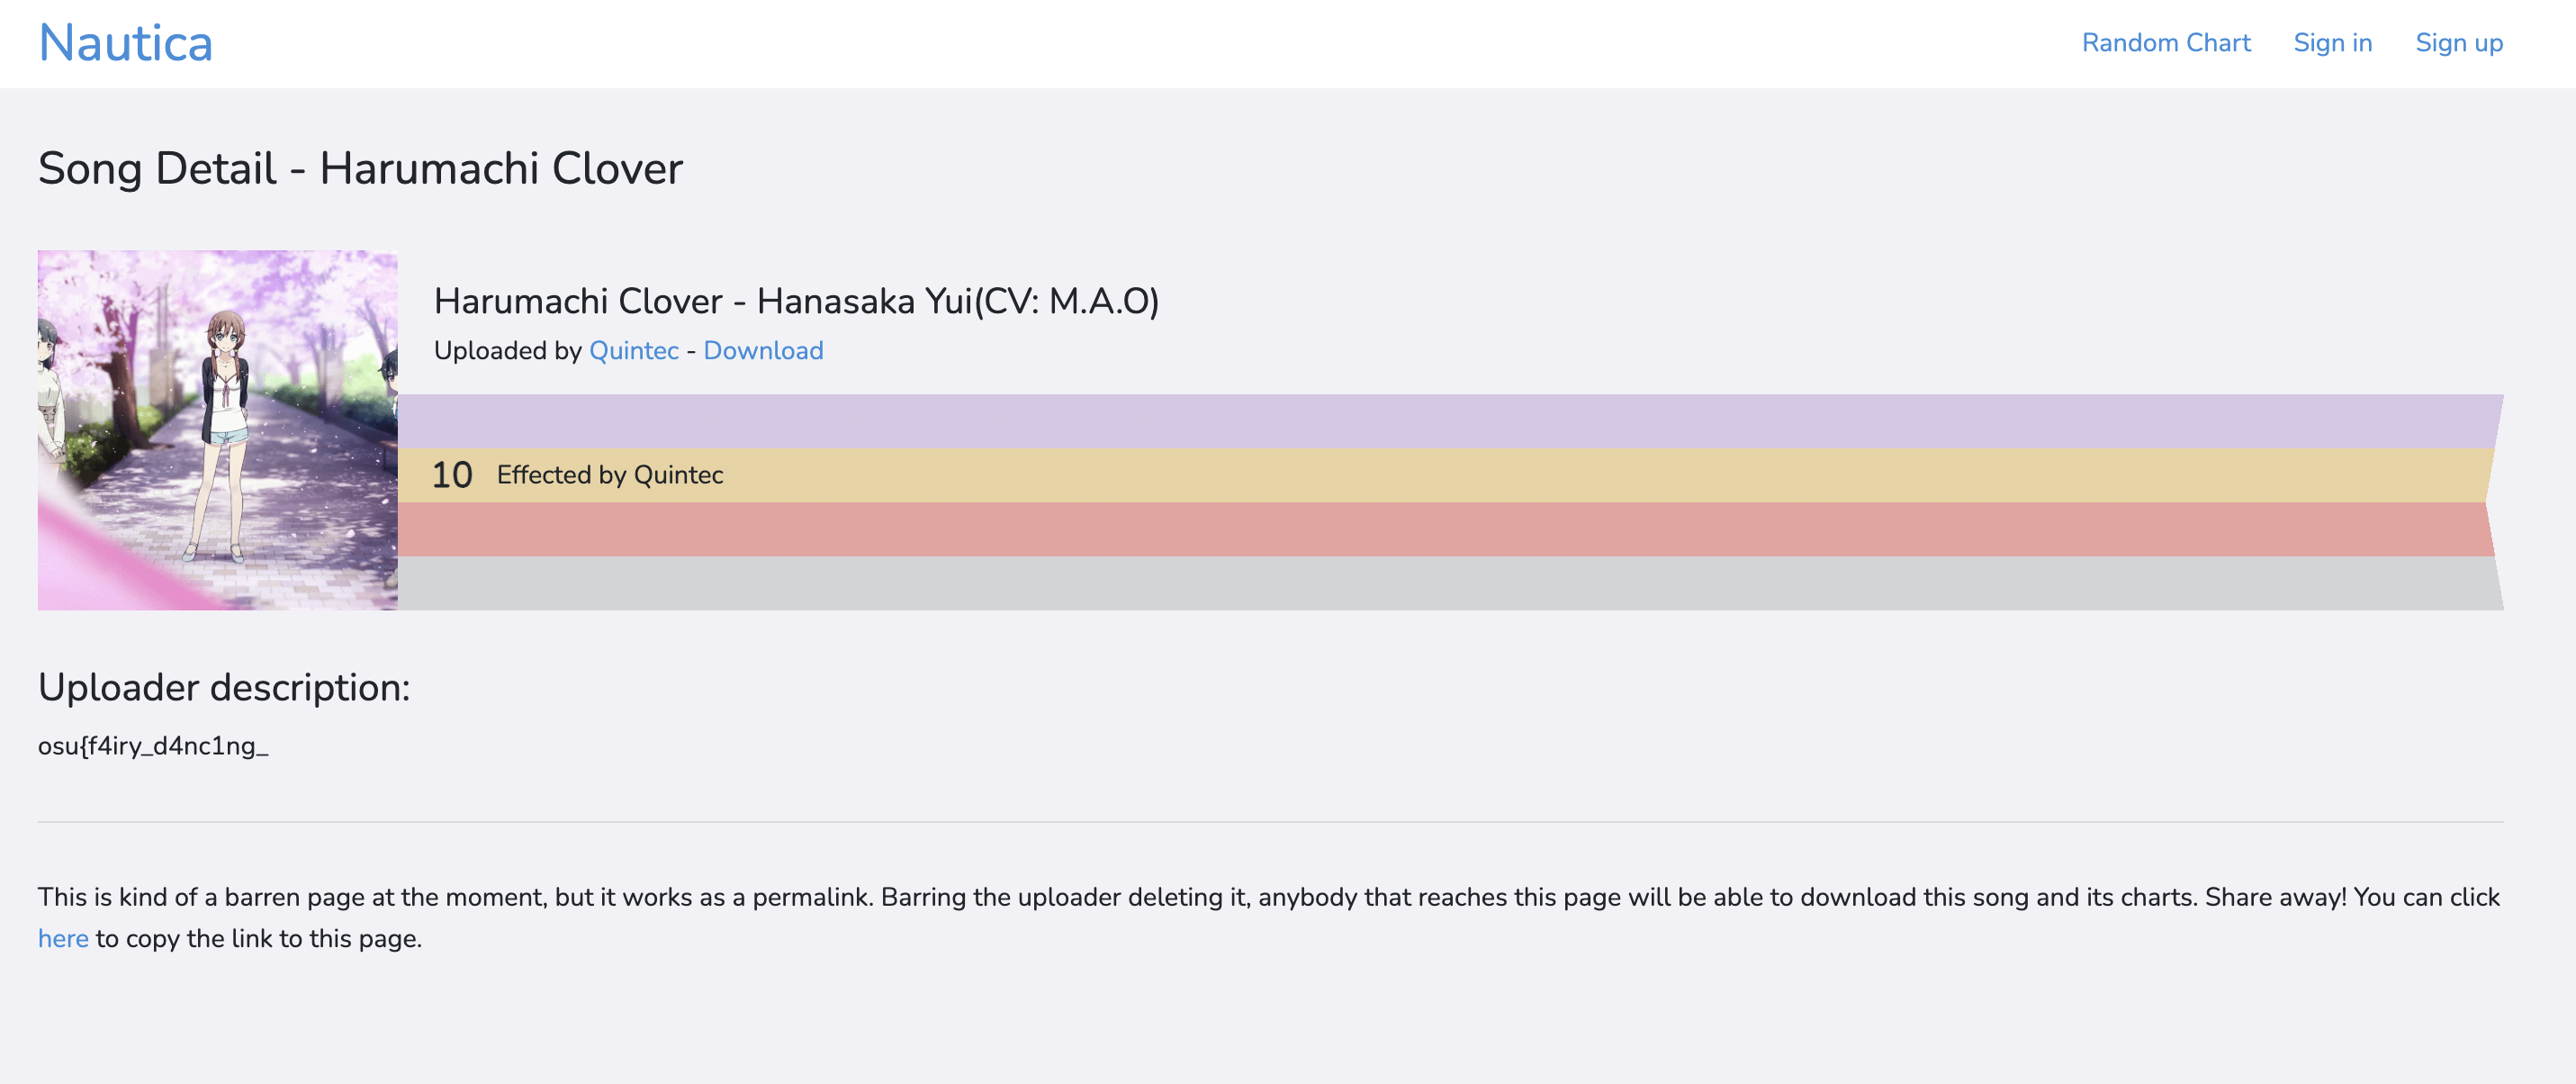 Nautica
Random Chart Sign in Sign up
Song Detail - Harumachi Clover
Harumachi Clover - Hanasaka Yui(CV: M.A.O)
Uploaded by Quintec - Download
10 Effected by Quintec
Uploader description:
osu{f4iry_d4nc1ng_
This is kind of a barren page at the moment, but it works as a permalink. Barring the uploader deleting it, anybody that reaches this page will be able to download this song and its charts. Share away! You can click
here to copy the link to this page.